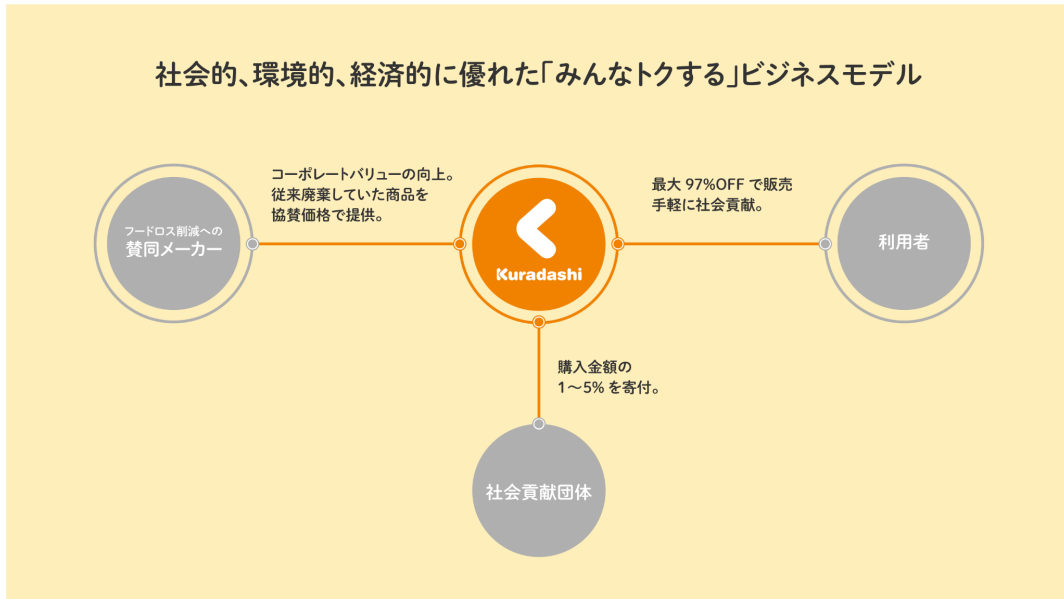 社会的、環境的、経済的に優れた「みんなトクする」ビジネスモデル
コーポレートバリューの向上。
従来廃棄していた商品を
協賛価格で提供。
最大 97%OFF で販売
手軽に社会貢献。
フードロス削減への
賛同メーカー
Kuradashi
利用者
購入金額の
1〜5% を寄付。
社会貢献団体